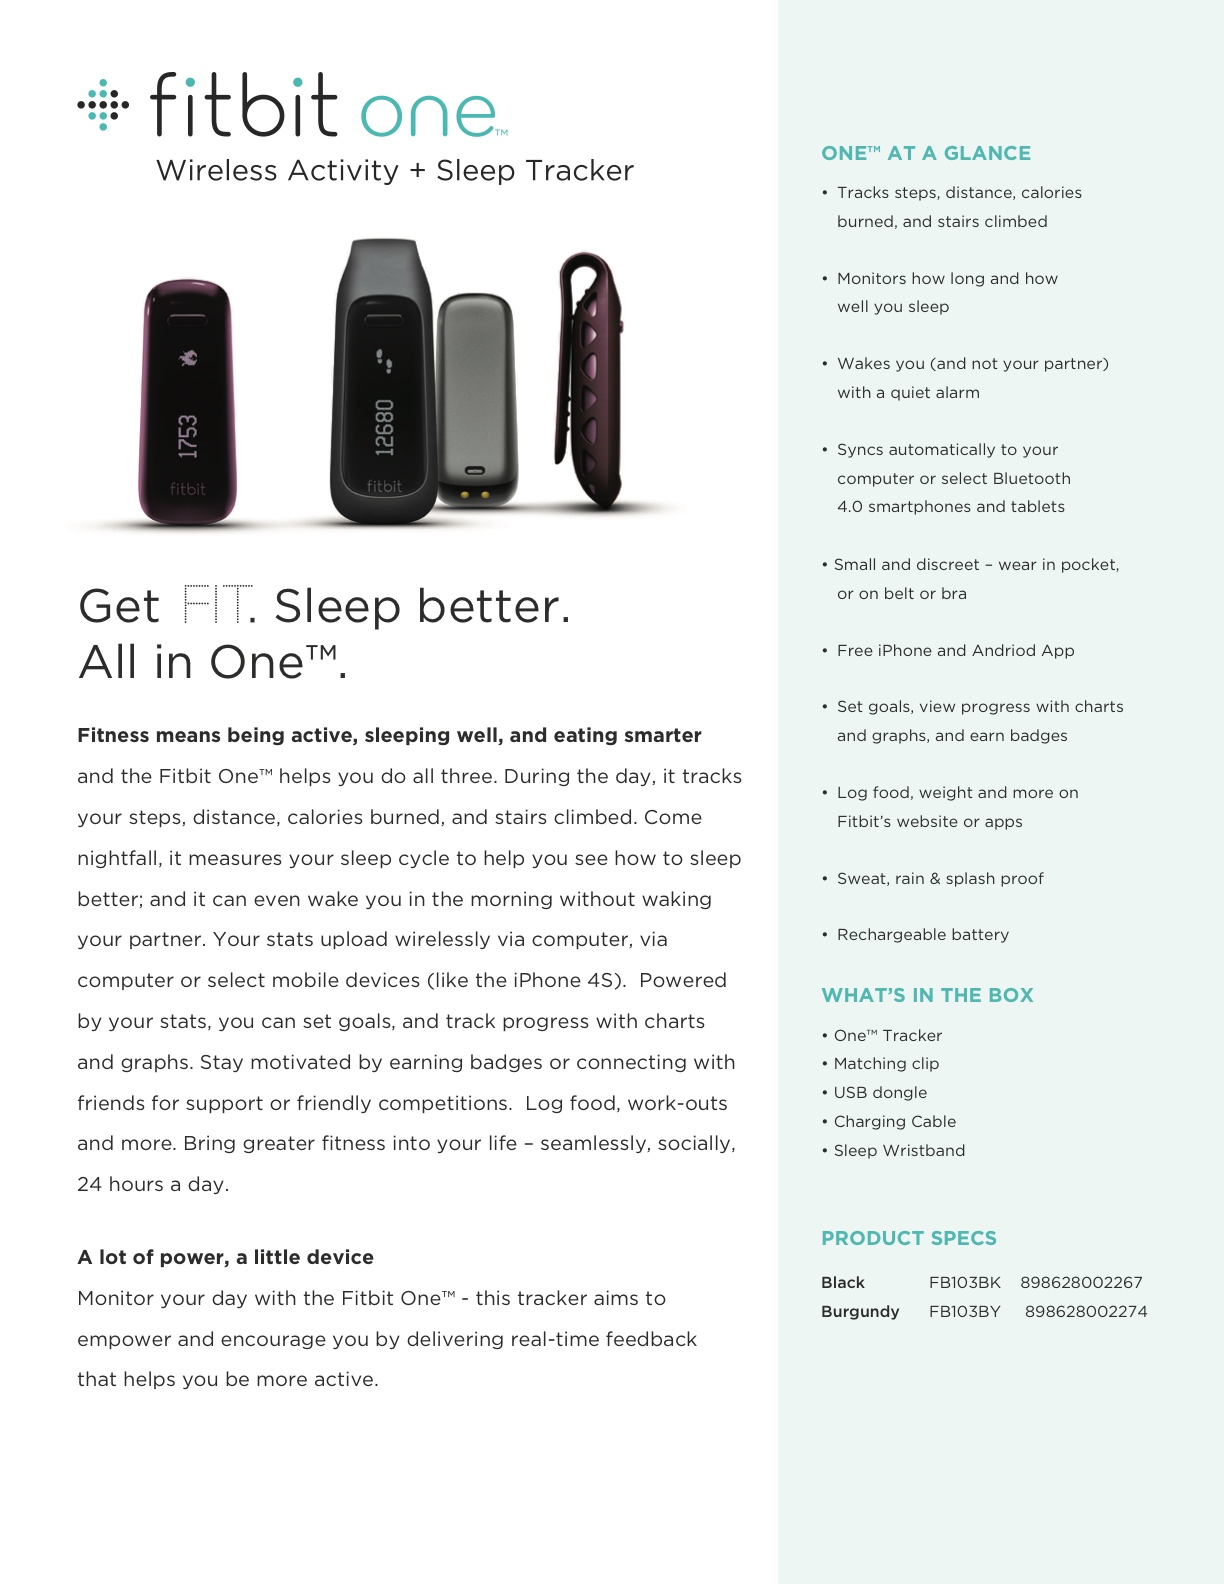 fitbit one™
Wireless Activity + Sleep Tracker
1753
fitbit
12680
fitbit
Get FIT. Sleep better.
All in One™.
Fitness means being active, sleeping well, and eating smarter
and the Fitbit One™ helps you do all three. During the day, it tracks
your steps, distance, calories burned, and stairs climbed. Come
nightfall, it measures your sleep cycle to help you see how to sleep
better; and it can even wake you in the morning without waking
your partner. Your stats upload wirelessly via computer, via
computer or select mobile devices (like the iPhone 4S).  Powered
by your stats, you can set goals, and track progress with charts
and graphs. Stay motivated by earning badges or connecting with
friends for support or friendly competitions.  Log food, work-outs
and more. Bring greater fitness into your life – seamlessly, socially,
24 hours a day.
A lot of power, a little device
Monitor your day with the Fitbit One™ - this tracker aims to
empower and encourage you by delivering real-time feedback
that helps you be more active.
ONE™ AT A GLANCE
• Tracks steps, distance, calories
burned, and stairs climbed
• Monitors how long and how
well you sleep
• Wakes you (and not your partner)
with a quiet alarm
• Syncs automatically to your
computer or select Bluetooth
4.0 smartphones and tablets
• Small and discreet – wear in pocket,
or on belt or bra
• Free iPhone and Andriod App
• Set goals, view progress with charts
and graphs, and earn badges
• Log food, weight and more on
Fitbit’s website or apps
• Sweat, rain & splash proof
• Rechargeable battery
WHAT’S IN THE BOX
• One™ Tracker
• Matching clip
• USB dongle
• Charging Cable
• Sleep Wristband
PRODUCT SPECS
Black FB103BK 898628002267
Burgundy FB103BY 898628002274